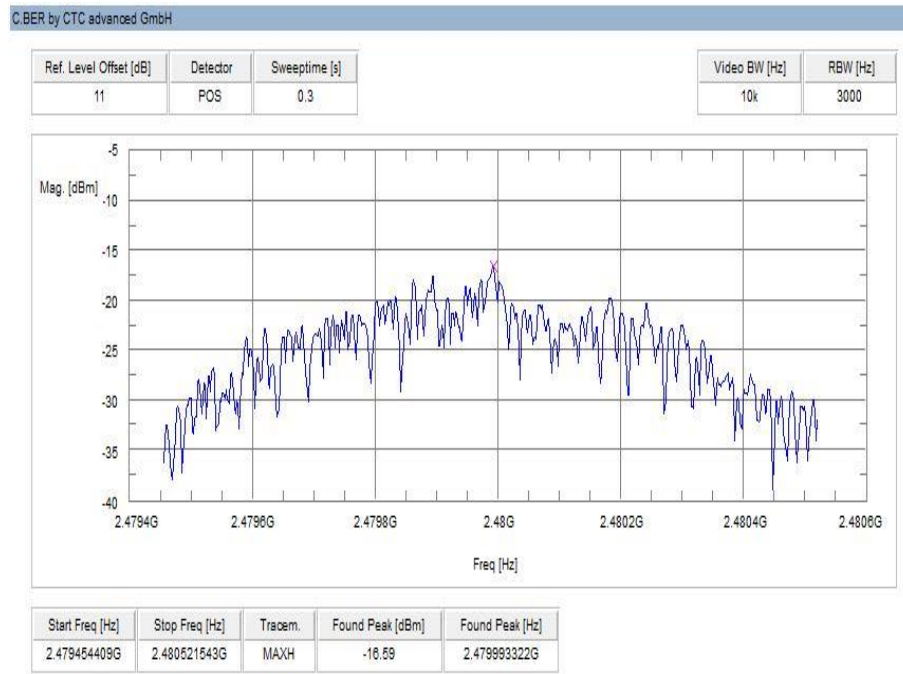 C.BER by CTC advanced GmbH
Ref. Level Offset [dB] Detector Sweeptime [s] Video BW [Hz] RBW [Hz]
11 POS 0.3 10k 3000
Mag. [dBm]
-5
-10
-15
-20
-25
-30
-35
-40
2.4794G 2.4796G 2.4798G 2.48G 2.4802G 2.4804G 2.4806G
Freq [Hz]
Start Freq [Hz] Stop Freq [Hz] Tracem. Found Peak [dBm] Found Peak [Hz]
2.479454409G 2.480521543G MAXH -16.59 2.479993322G